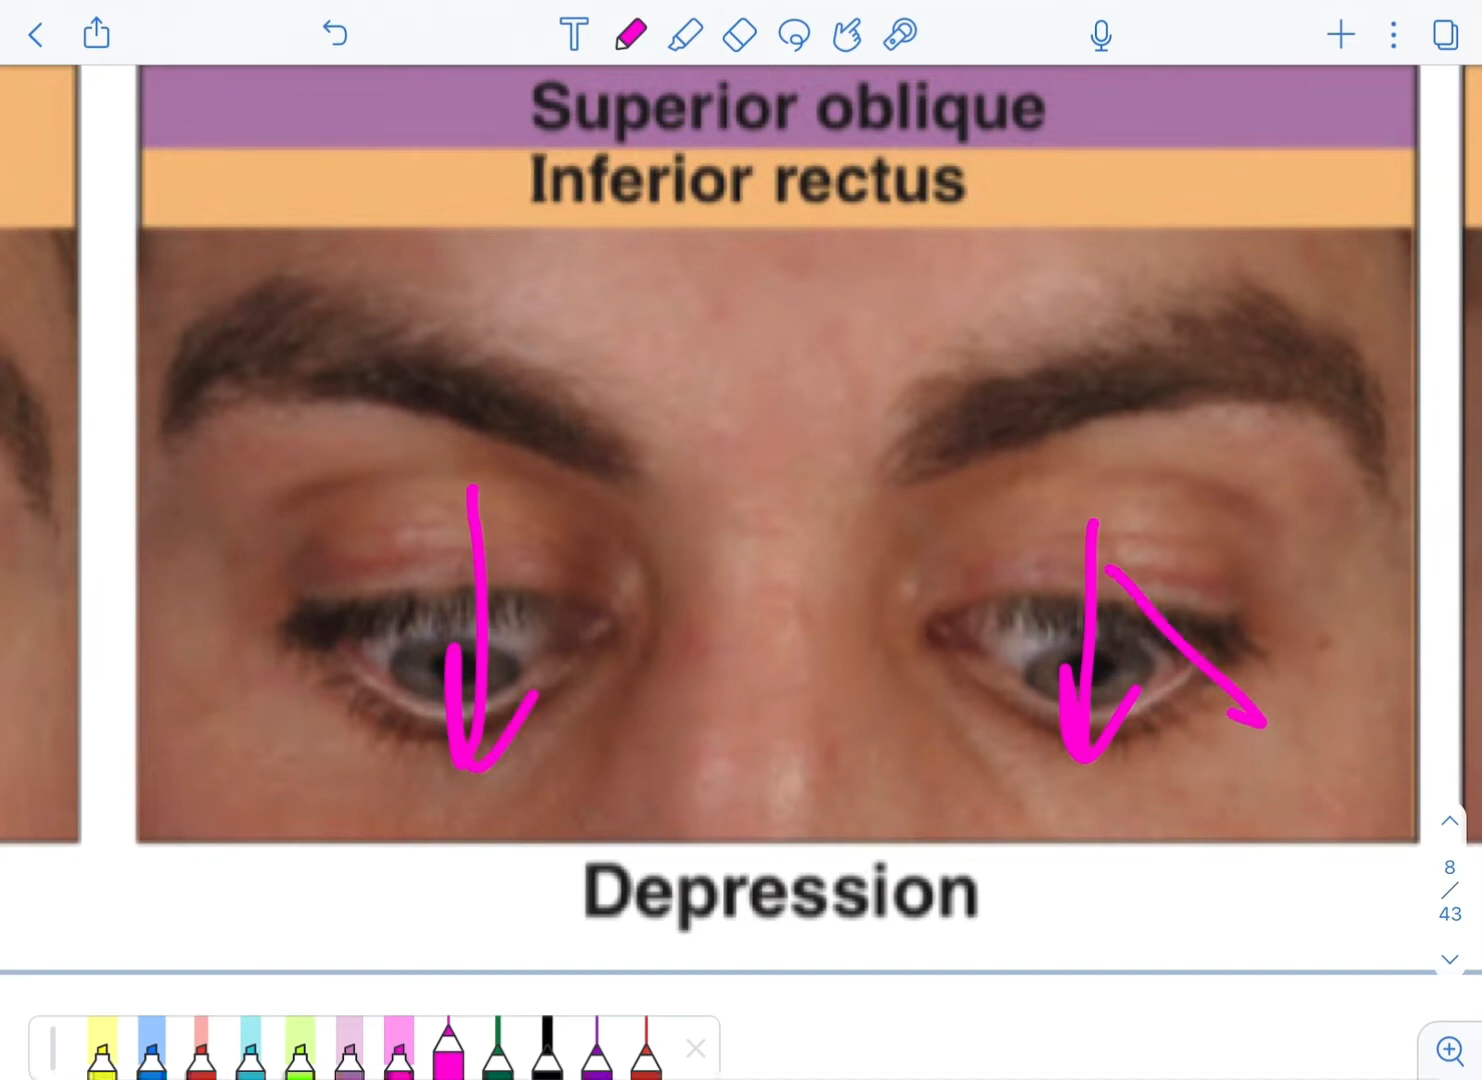 T
Superior oblique
Inferior rectus
Depression
8
/
43